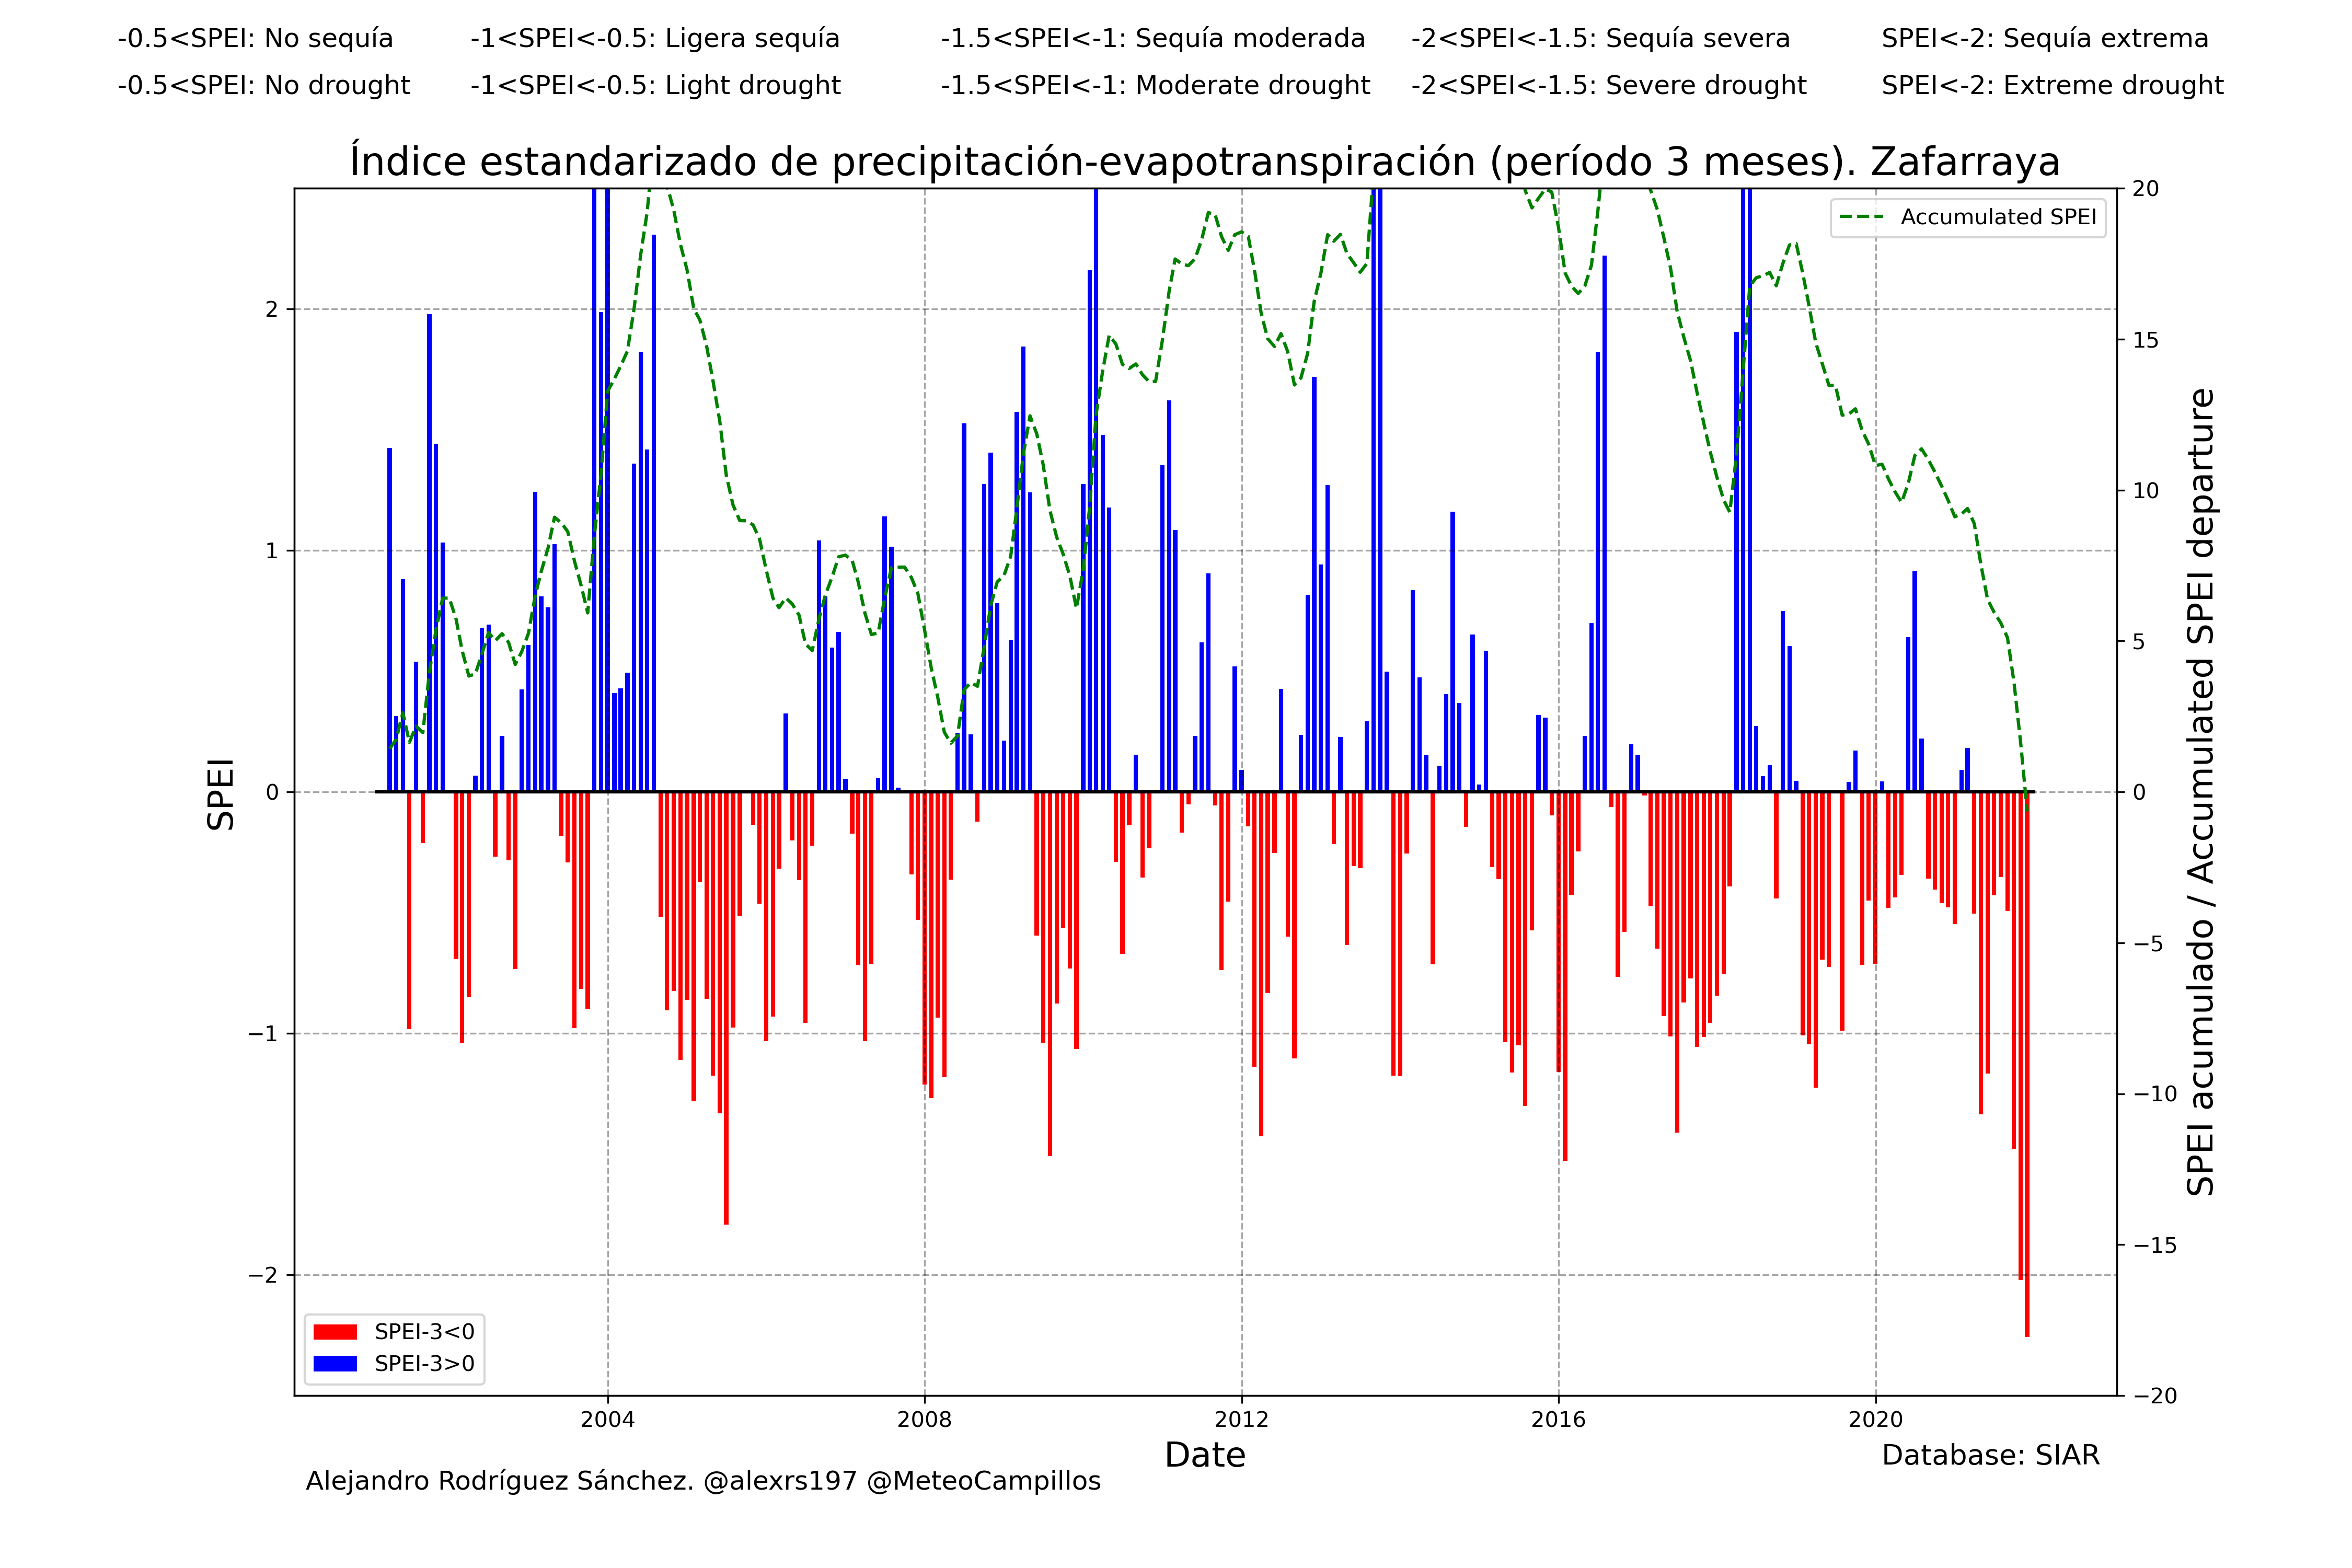 -0.5<SPEI: No sequía -1<SPEI<-0.5: Ligera sequía -1.5<SPEI<-1: Sequía moderada -2<SPEI<-1.5: Sequía severa SPEI<-2: Sequía extrema
-0.5<SPEI: No drought -1<SPEI<-0.5: Light drought -1.5<SPEI<-1: Moderate drought -2<SPEI<-1.5: Severe drought SPEI<-2: Extreme drought
Índice estandarizado de precipitación-evapotranspiración (período 3 meses). Zafarraya
Accumulated SPEI
SPEI
2
1
0
−1
−2
20
15
10
5
0
−5
−10
−15
−20
SPEI acumulado / Accumulated SPEI departure
SPEI-3<0
SPEI-3>0
2004 2008 2012 2016 2020
Date
Database: SIAR
Alejandro Rodríguez Sánchez. @alexrs197 @MeteoCampillos